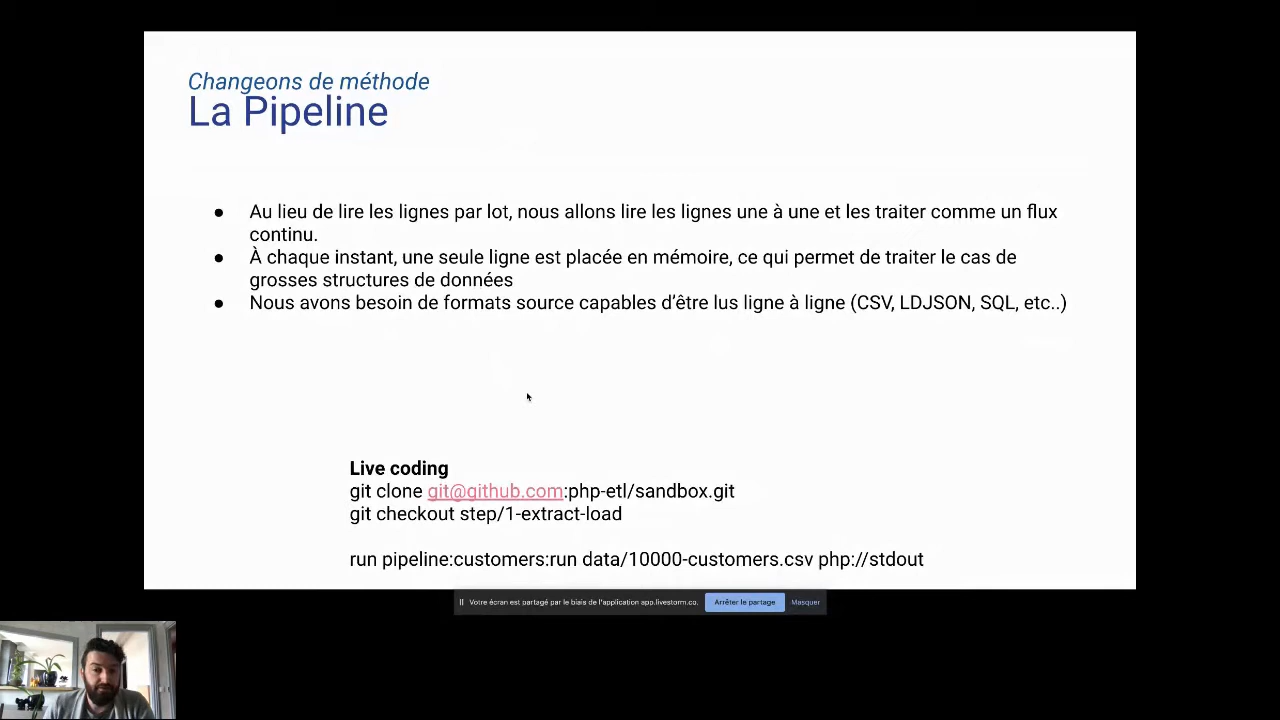 Changeons de méthode
La Pipeline
● Au lieu de lire les lignes par lot, nous allons lire les lignes une à une et les traiter comme un flux
continu.
● À chaque instant, une seule ligne est placée en mémoire, ce qui permet de traiter le cas de
grosses structures de données
● Nous avons besoin de formats source capables d’être lus ligne à ligne (CSV, LDJSON, SQL, etc..)
Live coding
git clone git@github.com:php-etl/sandbox.git
git checkout step/1-extract-load
run pipeline:customers:run data/10000-customers.csv php://stdout
Votre écran est partagé par le biais de l'application app.livestorm.co. Arrêter le partage Masquer